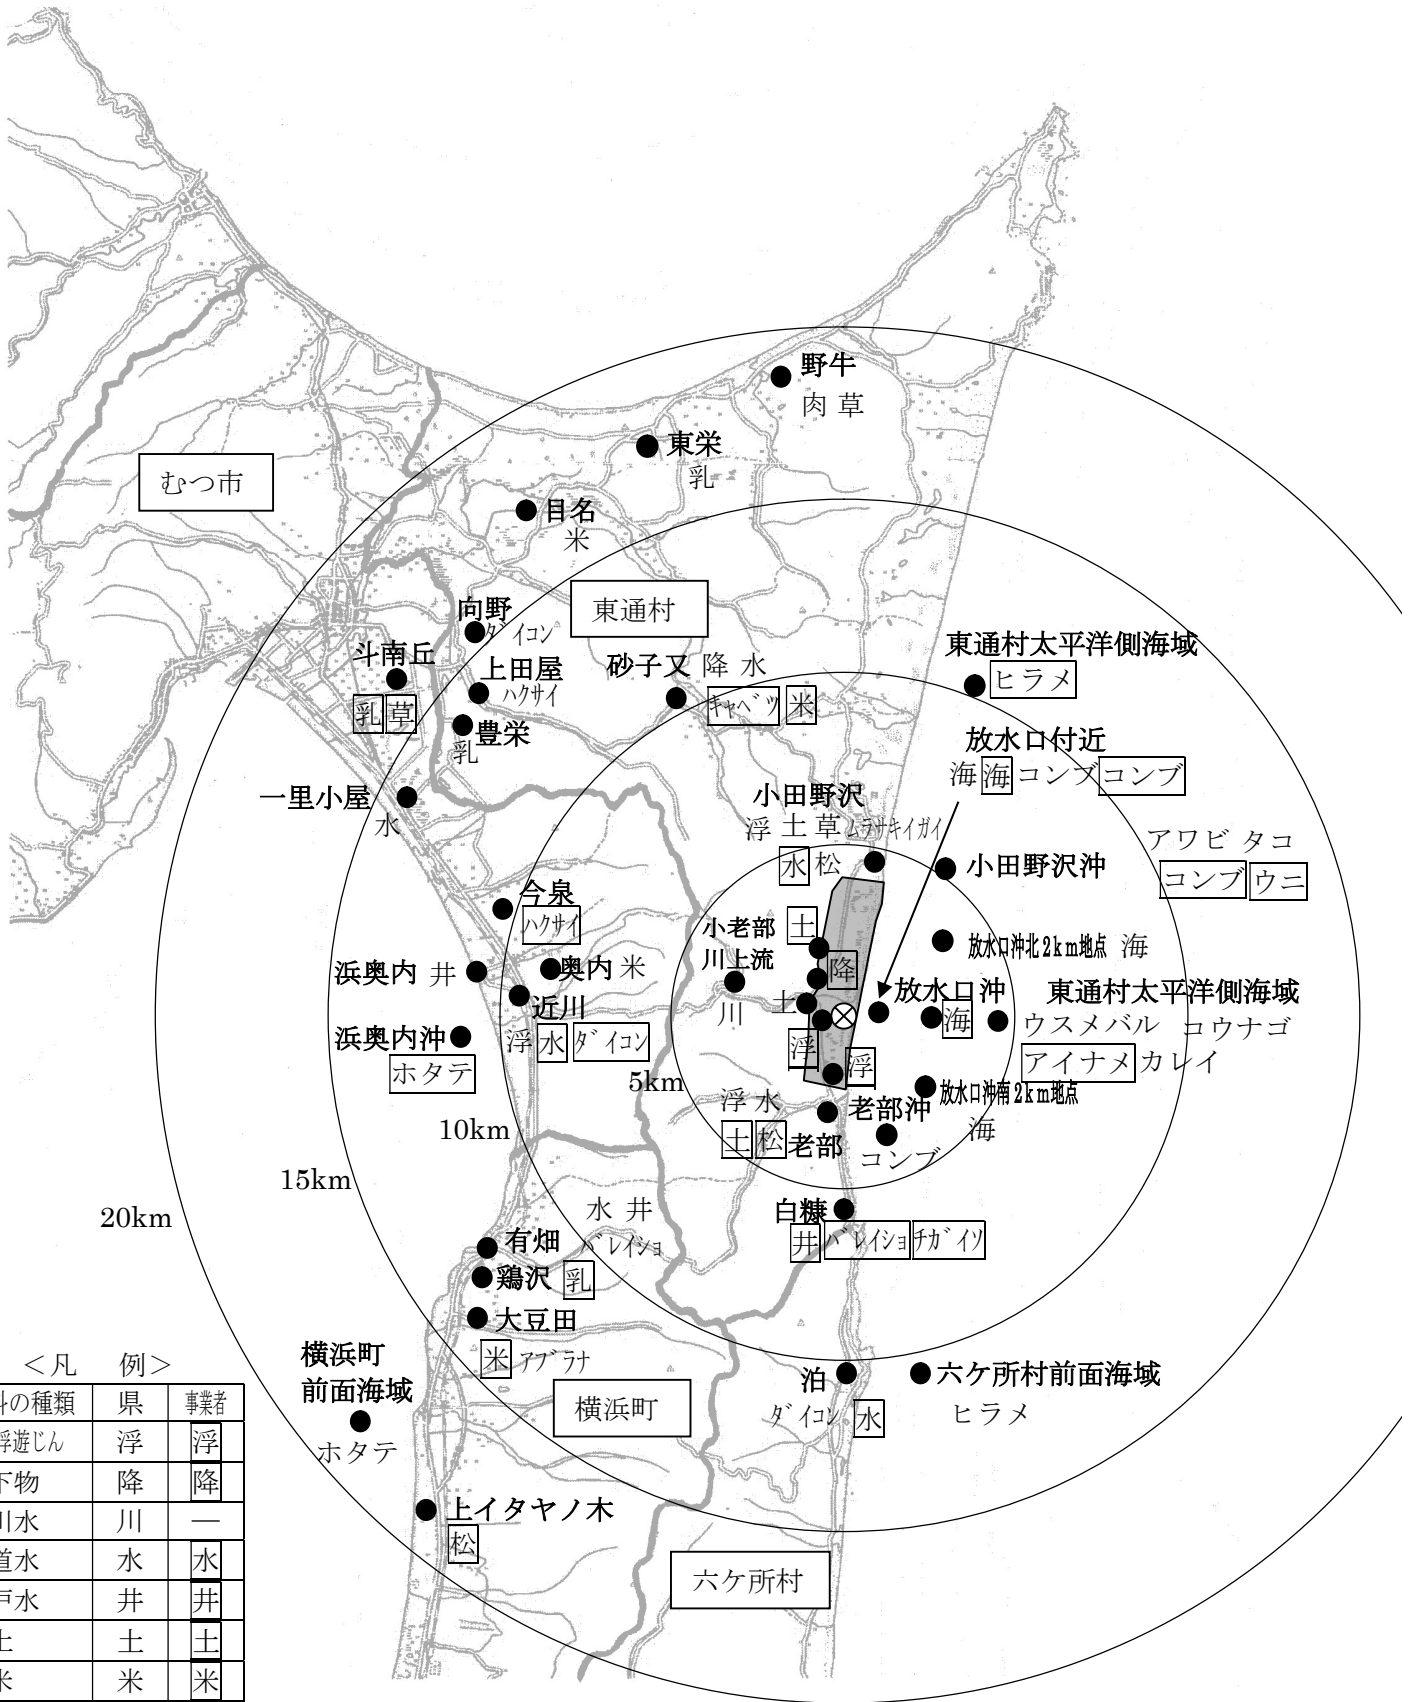 野牛
肉 草
東栄
乳
むつ市
目名
米
東通村
向野
ダイコン
斗南丘
乳 草
上田屋
ハクサイ
豊栄
乳
砂子又 降 水
キャベツ 米
東通村太平洋側海域
ヒラメ
放水口付近
海 海 コンブ コンブ
一里小屋
水
小田野沢
浮 土 草 ムラサキイガイ
水 松
小田野沢沖
アワビ タコ
コンブ ウニ
今泉
ハクサイ
小老部
川上流
川
土
降
土
浮
浮
放水口沖北2km地点 海
浜奥内 井
奥内 米
近川
浮 水 ダイコン
放水口沖
海
東通村太平洋側海域
ウスメバル コウナゴ
アイナメ カレイ
浜奥内沖
ホタテ
放水口沖南2km地点
海
5km
浮 水
土 松 老部
老部沖
コンブ
10km
15km
20km
白糠
井 バレイショ チガイソ
水 井
バレイショ
有畑
鶏沢 乳
大豆田
米 アブラナ
横浜町
前面海域
ホタテ
横浜町
泊
ダイコン 水
六ケ所村前面海域
ヒラメ
上イタヤノ木
松
六ケ所村
<凡 例>
の種類 県 事業者
浮遊じん 浮 浮
下物 降 降
川水 川 ―
道水 水 水
戸水 井 井
土 土 土
米 米 米